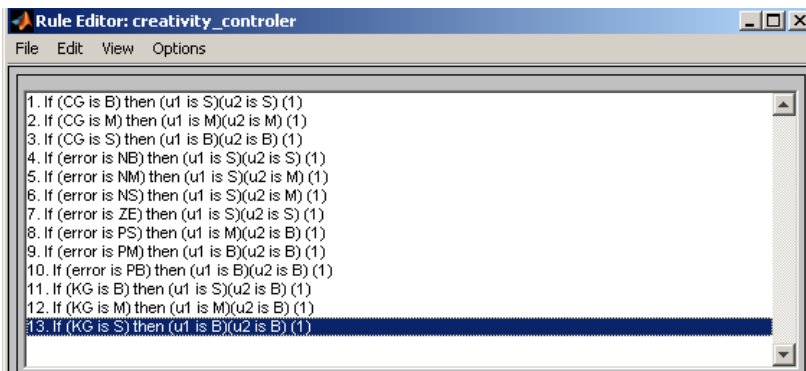 Rule Editor: creativity_controler
File Edit View Options
1. If (CG is B) then (u1 is S)(u2 is S) (1)
2. If (CG is M) then (u1 is M)(u2 is M) (1)
3. If (CG is S) then (u1 is B)(u2 is B) (1)
4. If (error is NB) then (u1 is S)(u2 is S) (1)
5. If (error is NM) then (u1 is S)(u2 is M) (1)
6. If (error is NS) then (u1 is S)(u2 is M) (1)
7. If (error is ZE) then (u1 is S)(u2 is S) (1)
8. If (error is PS) then (u1 is M)(u2 is B) (1)
9. If (error is PM) then (u1 is B)(u2 is B) (1)
10. If (error is PB) then (u1 is B)(u2 is B) (1)
11. If (KG is B) then (u1 is S)(u2 is B) (1)
12. If (KG is M) then (u1 is M)(u2 is B) (1)
13. If (KG is S) then (u1 is B)(u2 is B) (1)